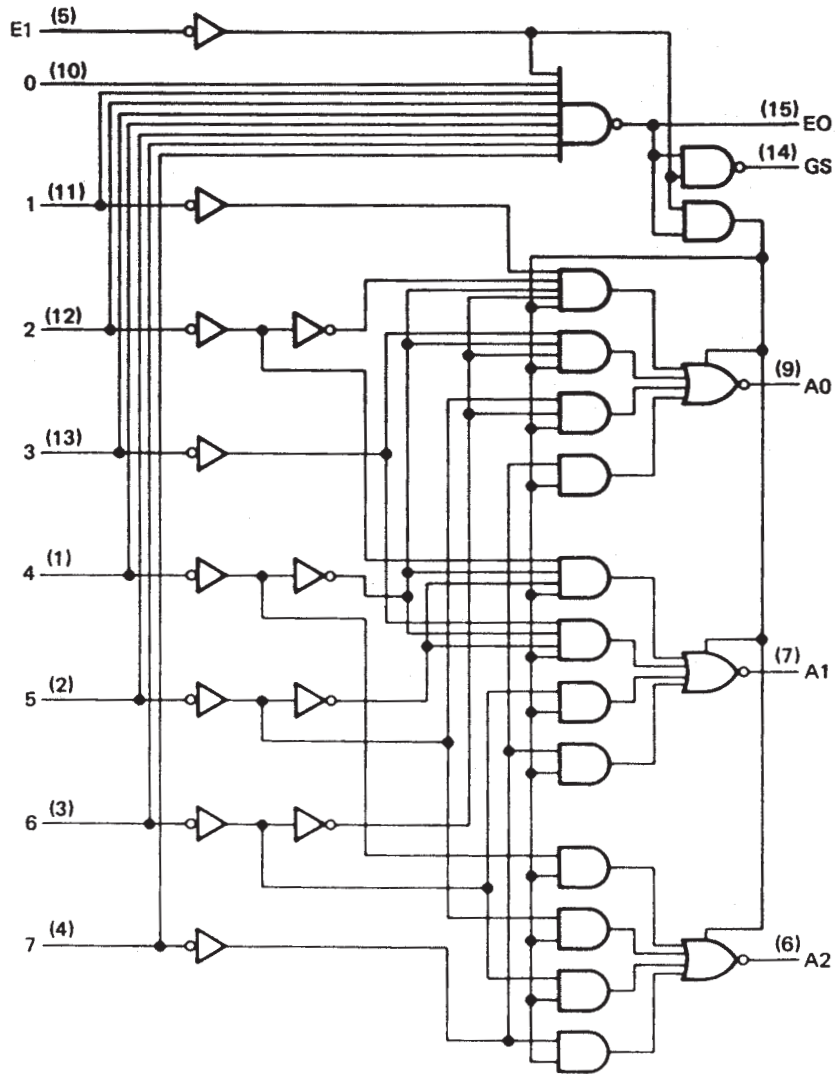 E1 (5)
0 (10)
(15) EO
(14) GS
1 (11)
2 (12)
(9) A0
3 (13)
4 (1)
(7) A1
5 (2)
6 (3)
7 (4)
(6) A2